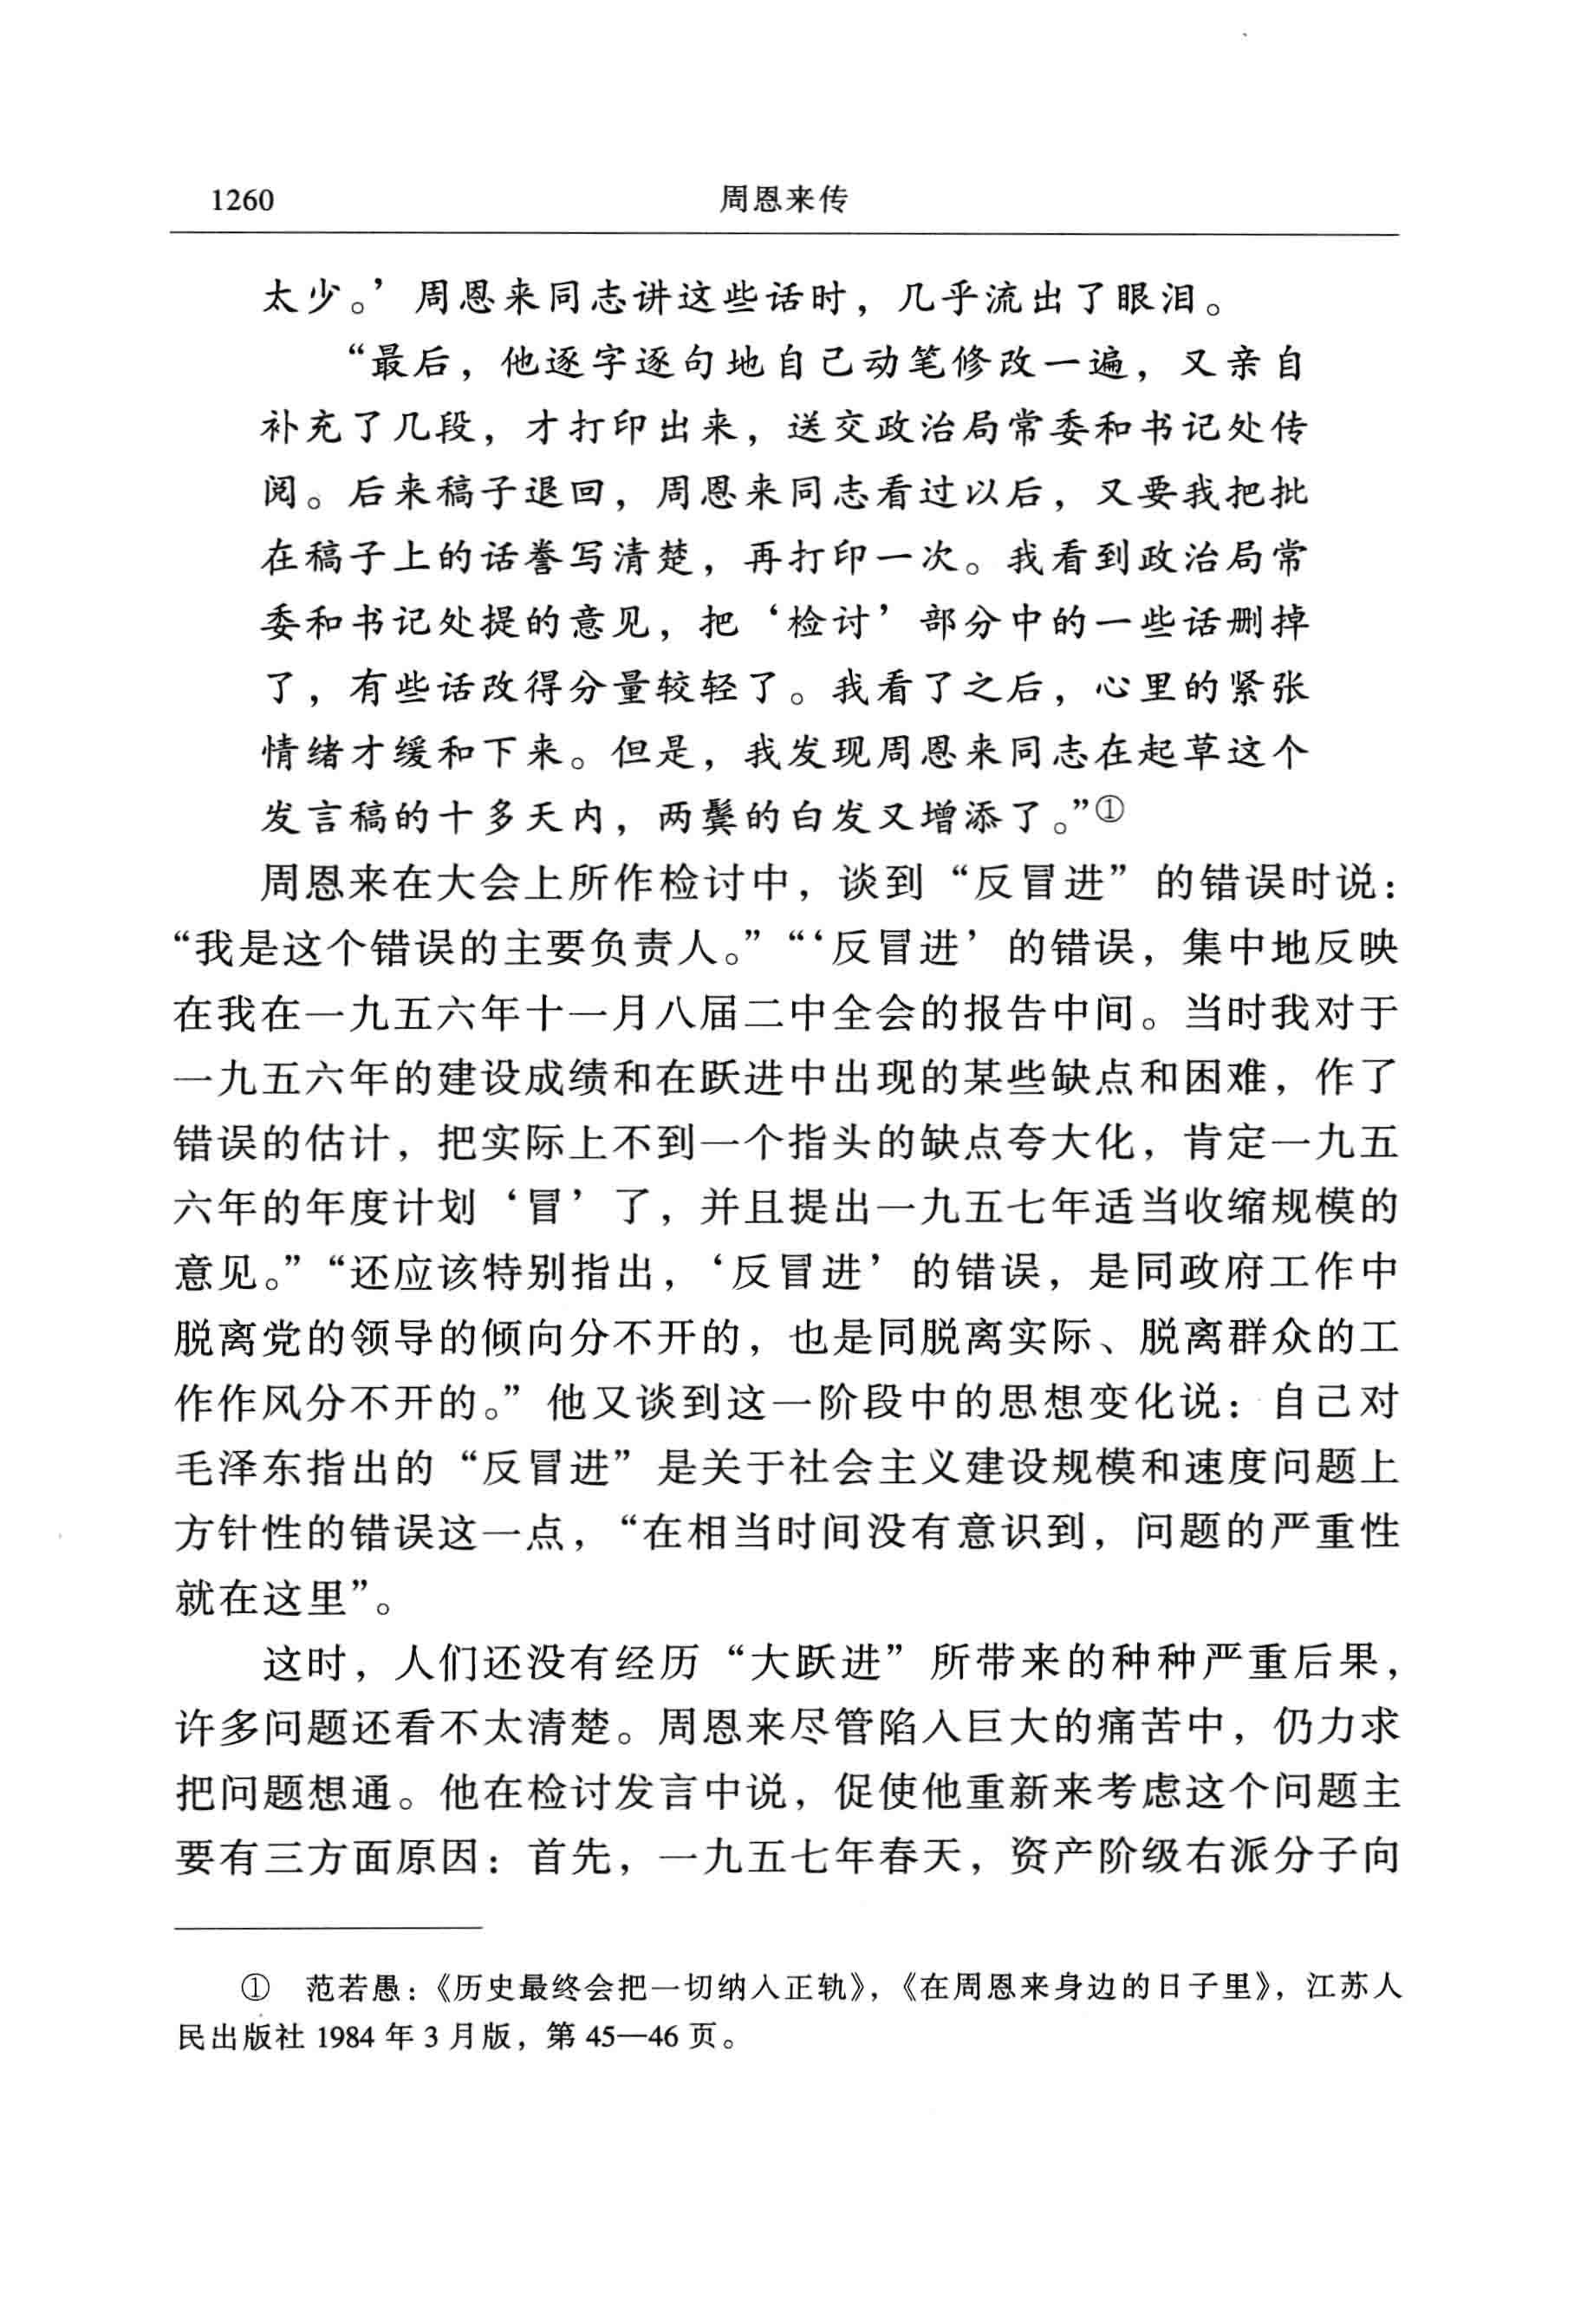 1260
周恩来传
太少。’周恩来同志讲这些话时，几乎流出了眼泪。
“最后，他逐字逐句地自己动笔修改一遍，又亲自
补充了几段，才打印出来，送交政治局常委和书记处传
阅。后来稿子退回，周恩来同志看过以后，又要我把批
在稿子上的话誊写清楚，再打印一次。我看到政治局常
委和书记处提的意见，把‘检讨’部分中的一些话删掉
了，有些话改得分量较轻了。我看了之后，心里的紧张
情绪才缓和下来。但是，我发现周恩来同志在起草这个
发言稿的十多天内，两鬓的白发又增添了。”①
周恩来在大会上所作检讨中，谈到“反冒进”的错误时说：
“我是这个错误的主要负责人。”“‘反冒进’的错误，集中地反映
在我在一九五六年十一月八届二中全会的报告中间。当时我对于
一九五六年的建设成绩和在跃进中出现的某些缺点和困难，作了
错误的估计，把实际上不到一个指头的缺点夸大化，肯定一九五
六年的年度计划‘冒’了，并且提出一九五七年适当收缩规模的
意见。”“还应该特别指出，‘反冒进’的错误，是同政府工作中
脱离党的领导的倾向分不开的，也是同脱离实际、脱离群众的工
作作风分不开的。”他又谈到这一阶段中的思想变化说：自己对
毛泽东指出的“反冒进”是关于社会主义建设规模和速度问题上
方针性的错误这一点，“在相当时间没有意识到，问题的严重性
就在这里”。
这时，人们还没有经历“大跃进”所带来的种种严重后果，
许多问题还看不太清楚。周恩来尽管陷入巨大的痛苦中，仍力求
把问题想通。他在检讨发言中说，促使他重新来考虑这个问题主
要有三方面原因：首先，一九五七年春天，资产阶级右派分子向
① 范若愚：《历史最终会把一切纳入正轨》，《在周恩来身边的日子里》，江苏人
民出版社 1984 年 3 月版，第 45—46 页。